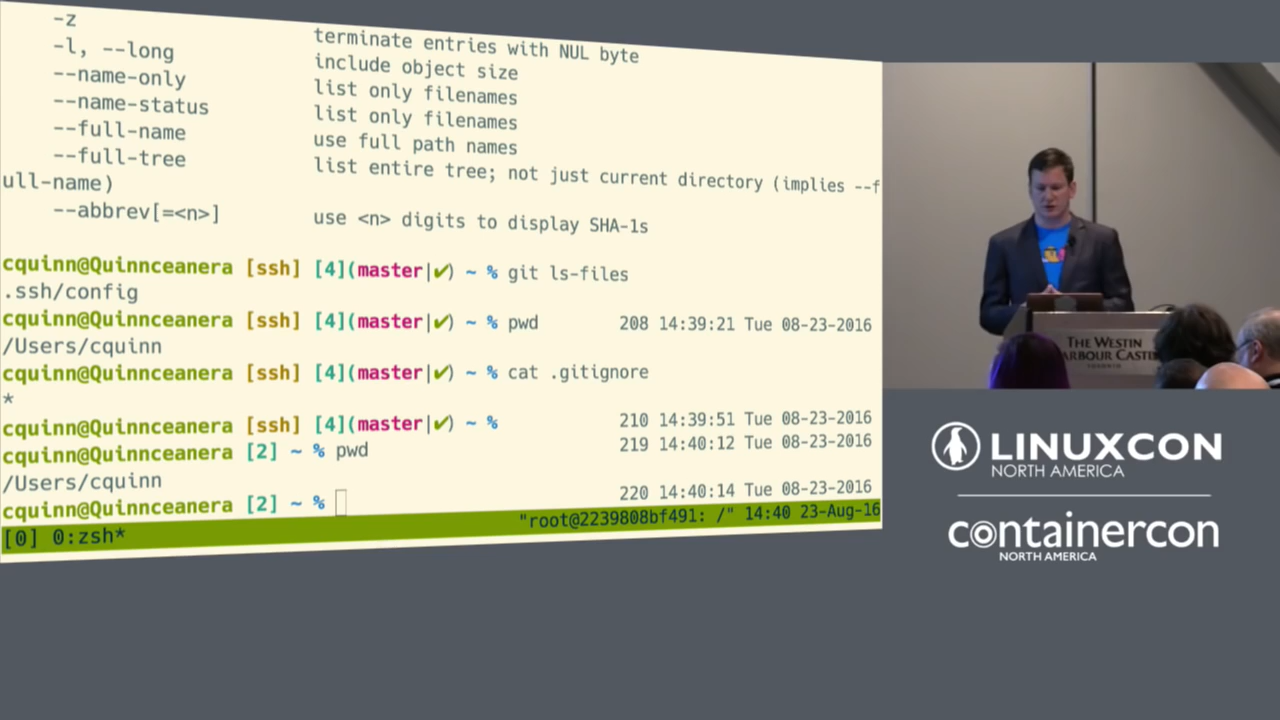 -z terminate entries with NUL byte
-l, --long include object size
--name-only list only filenames
--name-status list only filenames
--full-name use full path names
--full-tree list entire tree; not just current directory (implies --f
ull-name)
--abbrev[=<n>] use <n> digits to display SHA-1s
cquinn@Quinnceanera [ssh] [4](master|✔) ~ % git ls-files
.ssh/config
cquinn@Quinnceanera [ssh] [4](master|✔) ~ % pwd 208 14:39:21 Tue 08-23-2016
/Users/cquinn
cquinn@Quinnceanera [ssh] [4](master|✔) ~ % cat .gitignore
*
cquinn@Quinnceanera [ssh] [4](master|✔) ~ % 210 14:39:51 Tue 08-23-2016
cquinn@Quinnceanera [2] ~ % pwd 219 14:40:12 Tue 08-23-2016
/Users/cquinn
cquinn@Quinnceanera [2] ~ % 220 14:40:14 Tue 08-23-2016
[0] 0:zsh* "root@2239808bf491: /" 14:40 23-Aug-16
THE WESTIN
ARBOUR CASTL
LINUXCON
NORTH AMERICA
containercon
NORTH AMERICA